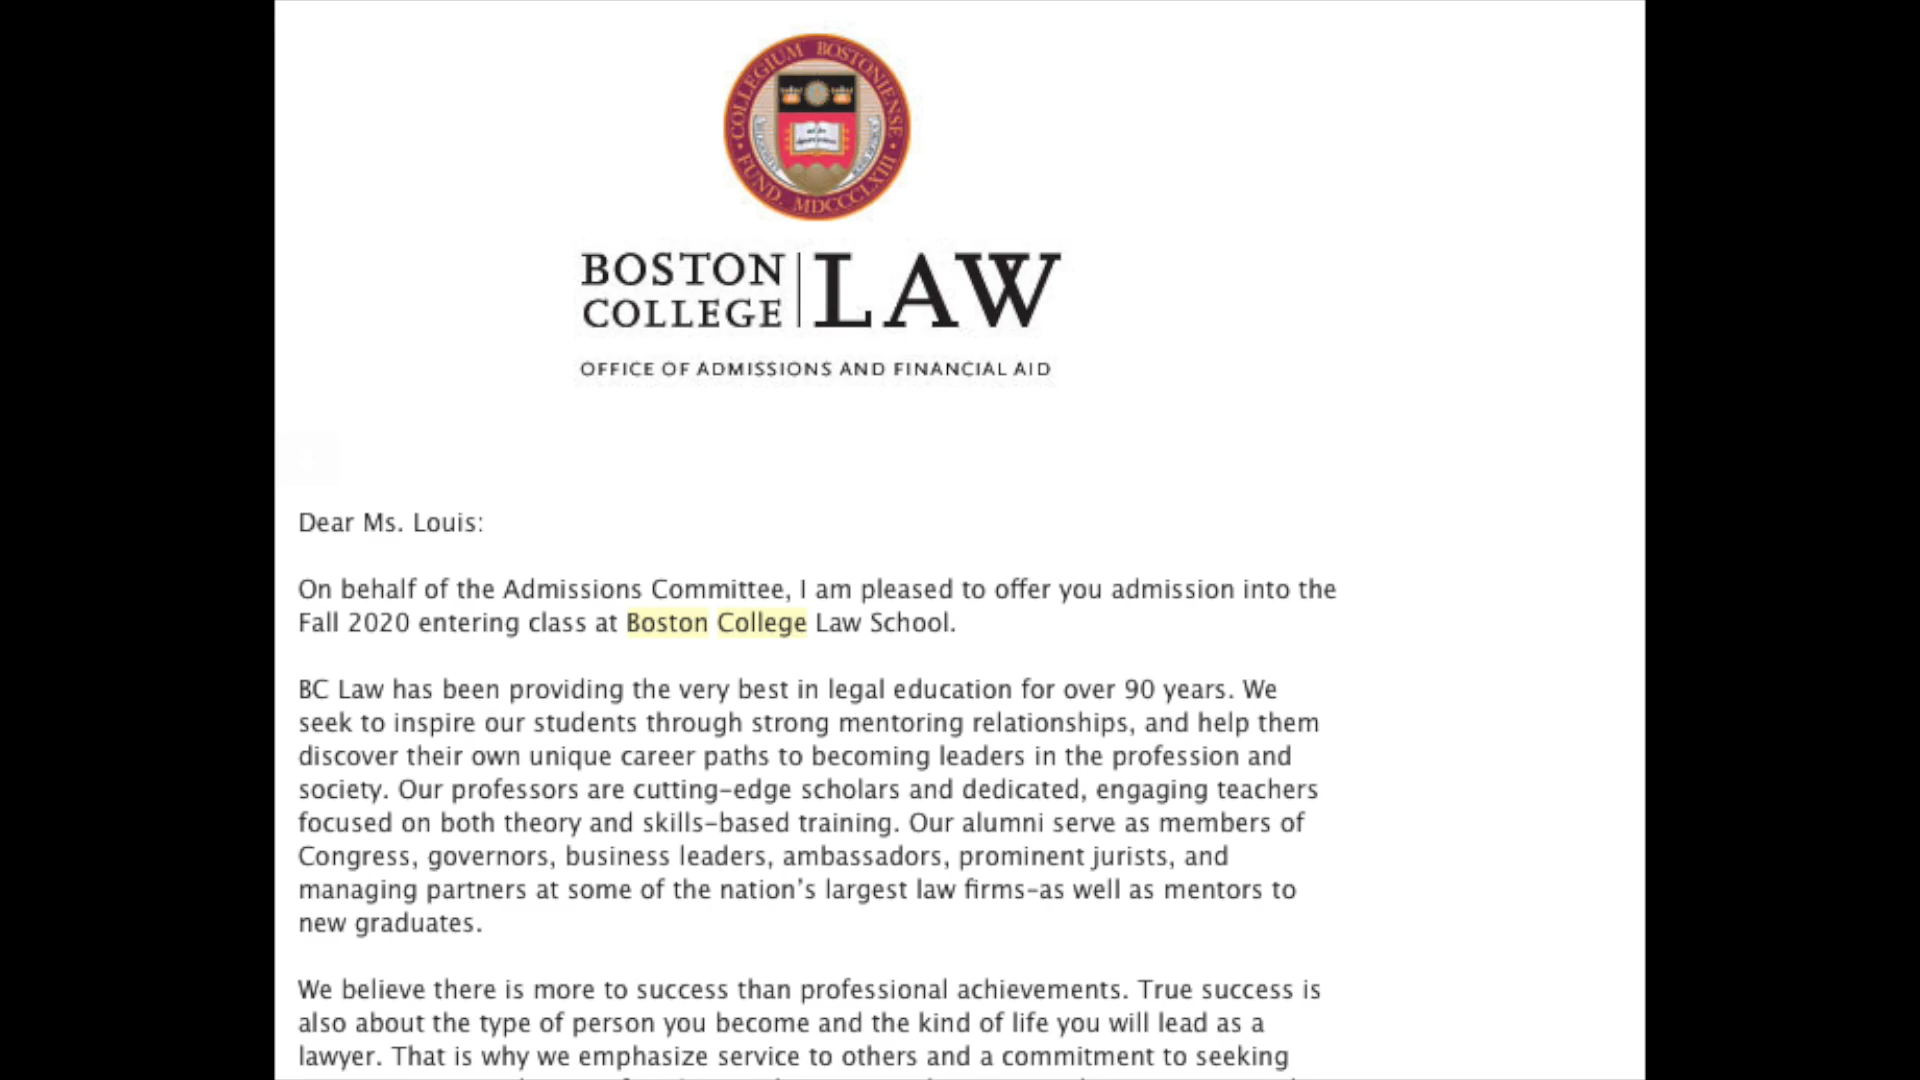 COLLEGIUM BOSTONIENSE
FUND. MDCCCLXIII
BOSTON
COLLEGE
LAW
OFFICE OF ADMISSIONS AND FINANCIAL AID
Dear Ms. Louis:
On behalf of the Admissions Committee, I am pleased to offer you admission into the
Fall 2020 entering class at Boston College Law School.
BC Law has been providing the very best in legal education for over 90 years. We
seek to inspire our students through strong mentoring relationships, and help them
discover their own unique career paths to becoming leaders in the profession and
society. Our professors are cutting-edge scholars and dedicated, engaging teachers
focused on both theory and skills-based training. Our alumni serve as members of
Congress, governors, business leaders, ambassadors, prominent jurists, and
managing partners at some of the nation’s largest law firms-as well as mentors to
new graduates.
We believe there is more to success than professional achievements. True success is
also about the type of person you become and the kind of life you will lead as a
lawyer. That is why we emphasize service to others and a commitment to seeking